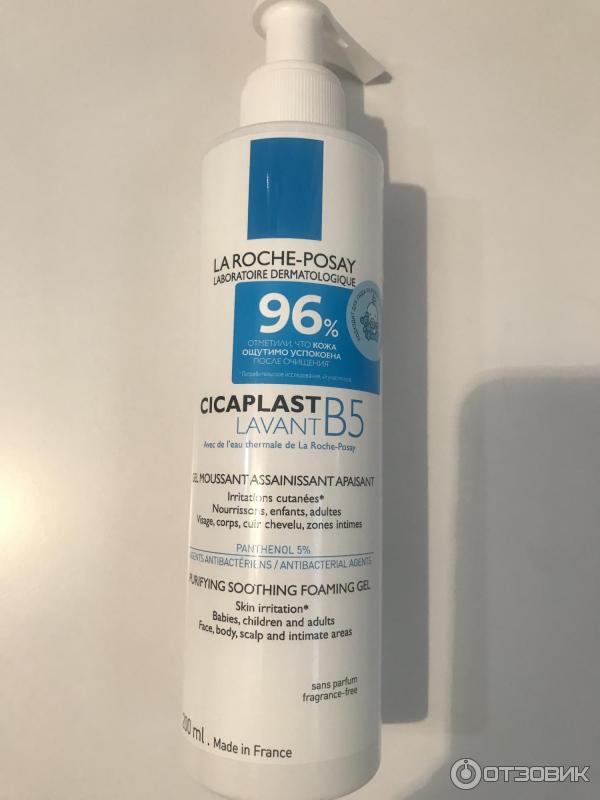 LA ROCHE-POSAY
LABORATOIRE DERMATOLOGIQUE
96%
ОТМЕТИЛИ, ЧТО КОЖА
ОЩУТИМО УСПОКОЕНА
ПОСЛЕ ОЧИЩЕНИЯ*
* Потребительское исследование,
CICAPLAST
LAVANT B5
Avec de l'eau thermale de La Roche-Posay
GEL MOUSSANT ASSAINISSANT APAISANT
Irritations cutanées*
Nourrissons, enfants, adultes
Visage, corps, cuir chevelu, zones intimes
PANTHENOL 5%
AGENTS ANTIBACTÉRIENS / ANTIBACTERIAL AGENTS
PURIFYING SOOTHING FOAMING GEL
Skin irritation*
Babies, children and adults
Face, body, scalp and intimate areas
sans parfum
fragrance-free
200 ml . Made in France
ОТЗОВИК